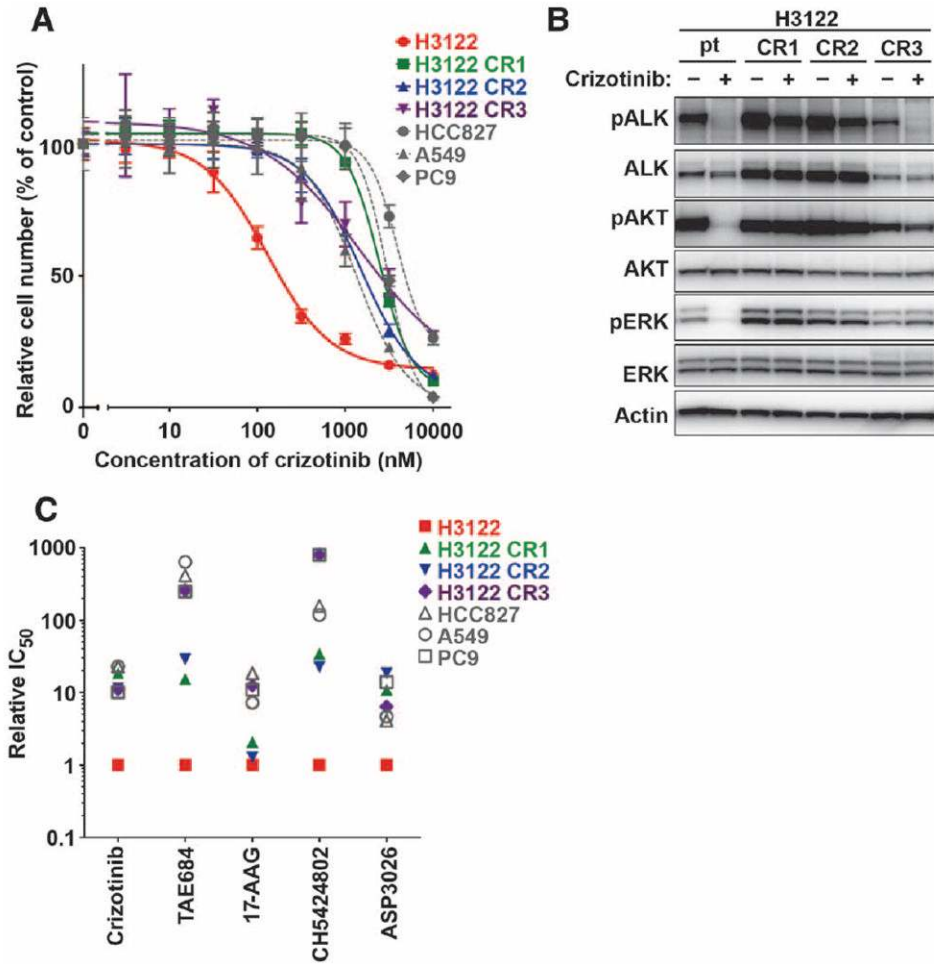 A
Relative cell number (% of control)
100
50
0
0 10 100 1000 10000
Concentration of crizotinib (nM)
H3122
H3122 CR1
H3122 CR2
H3122 CR3
HCC827
A549
PC9
B
H3122
pt CR1 CR2 CR3
Crizotinib: – + – + – + – +
pALK
ALK
pAKT
AKT
pERK
ERK
Actin
C
Relative IC50
1000
100
10
1
0.1
Crizotinib
TAE684
17-AAG
CH5424802
ASP3026
H3122
H3122 CR1
H3122 CR2
H3122 CR3
HCC827
A549
PC9